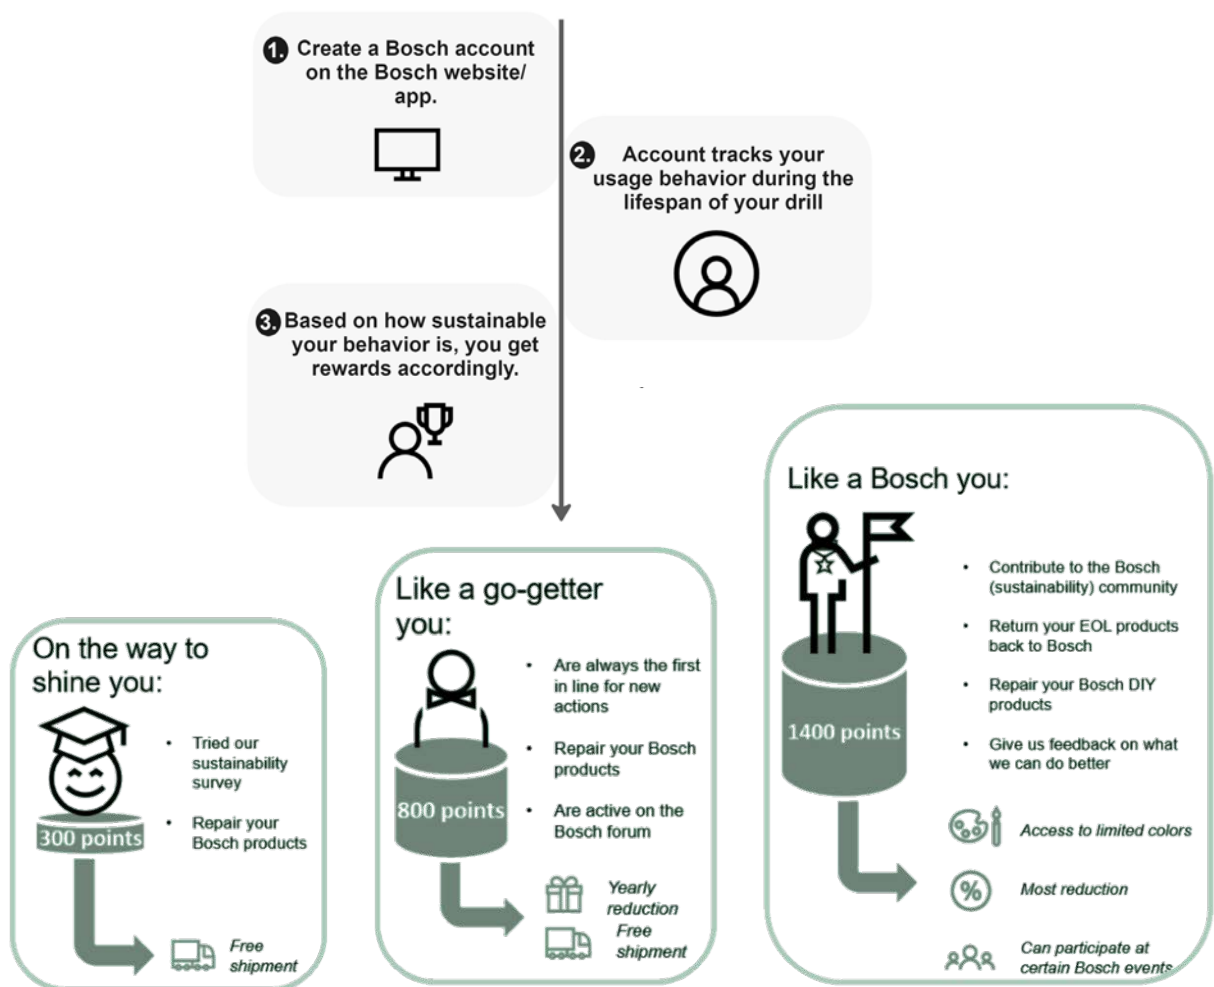 1. Create a Bosch account
on the Bosch website/
app.
2. Account tracks your
usage behavior during the
lifespan of your drill
3. Based on how sustainable
your behavior is, you get
rewards accordingly.
On the way to
shine you:
• Tried our
sustainability
survey
• Repair your
Bosch products
300 points
Free
shipment
Like a go-getter
you:
• Are always the first
in line for new
actions
• Repair your Bosch
products
• Are active on the
Bosch forum
800 points
Yearly
reduction
Free
shipment
Like a Bosch you:
• Contribute to the Bosch
(sustainability) community
• Return your EOL products
back to Bosch
• Repair your Bosch DIY
products
• Give us feedback on what
we can do better
1400 points
Access to limited colors
%
Most reduction
Can participate at
certain Bosch events